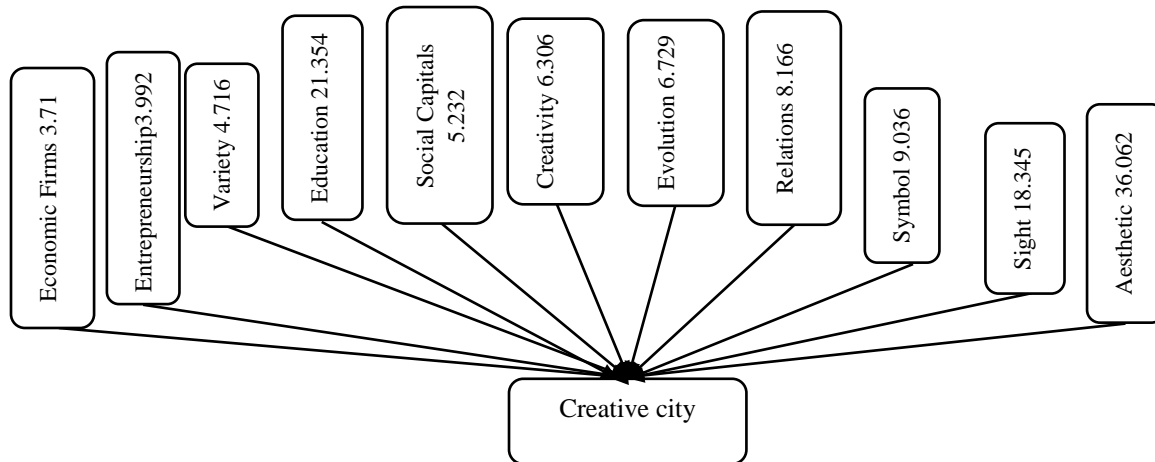 Economic Firms 3.71
Entrepreneurship3.992
Variety 4.716
Education 21.354
Social Capitals
5.232
Creativity 6.306
Evolution 6.729
Relations 8.166
Symbol 9.036
Sight 18.345
Aesthetic 36.062
Creative city